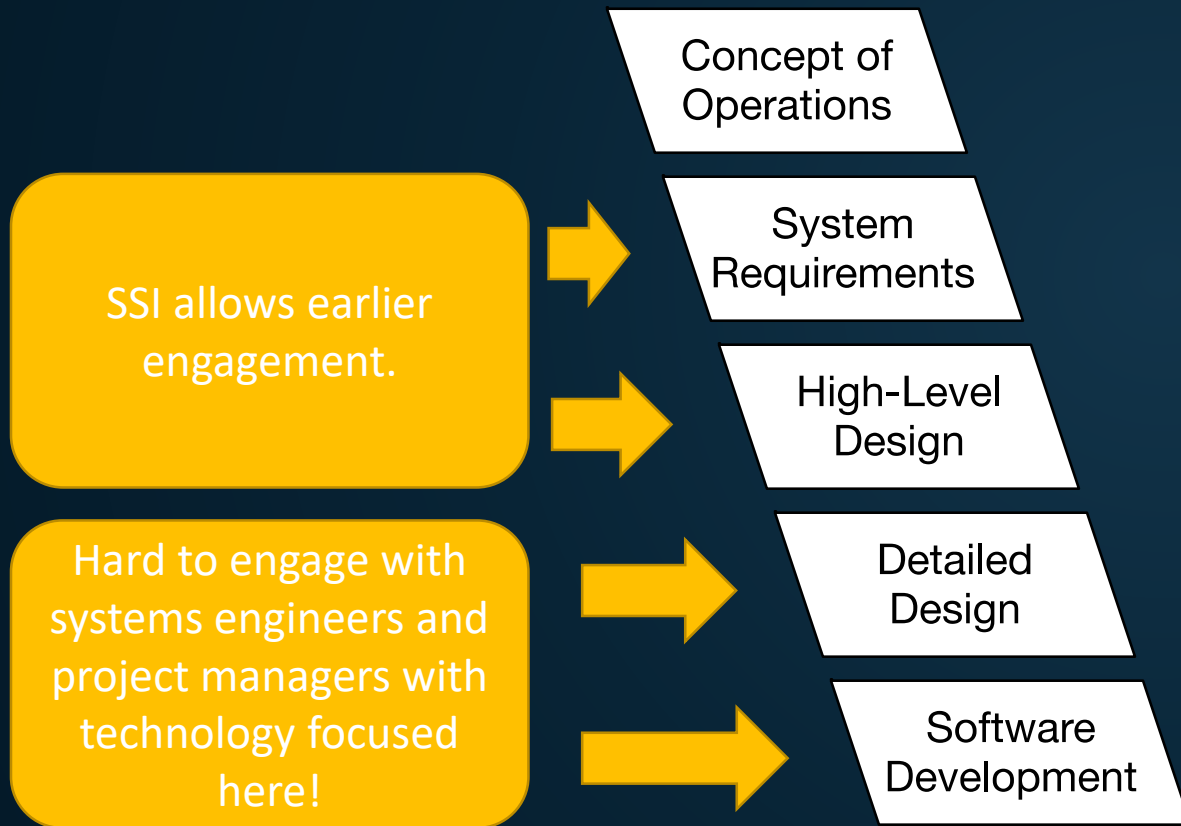 Concept of
Operations
SSI allows earlier
engagement.
System
Requirements
High-Level
Design
Hard to engage with
systems engineers and
project managers with
technology focused
here!
Detailed
Design
Software
Development